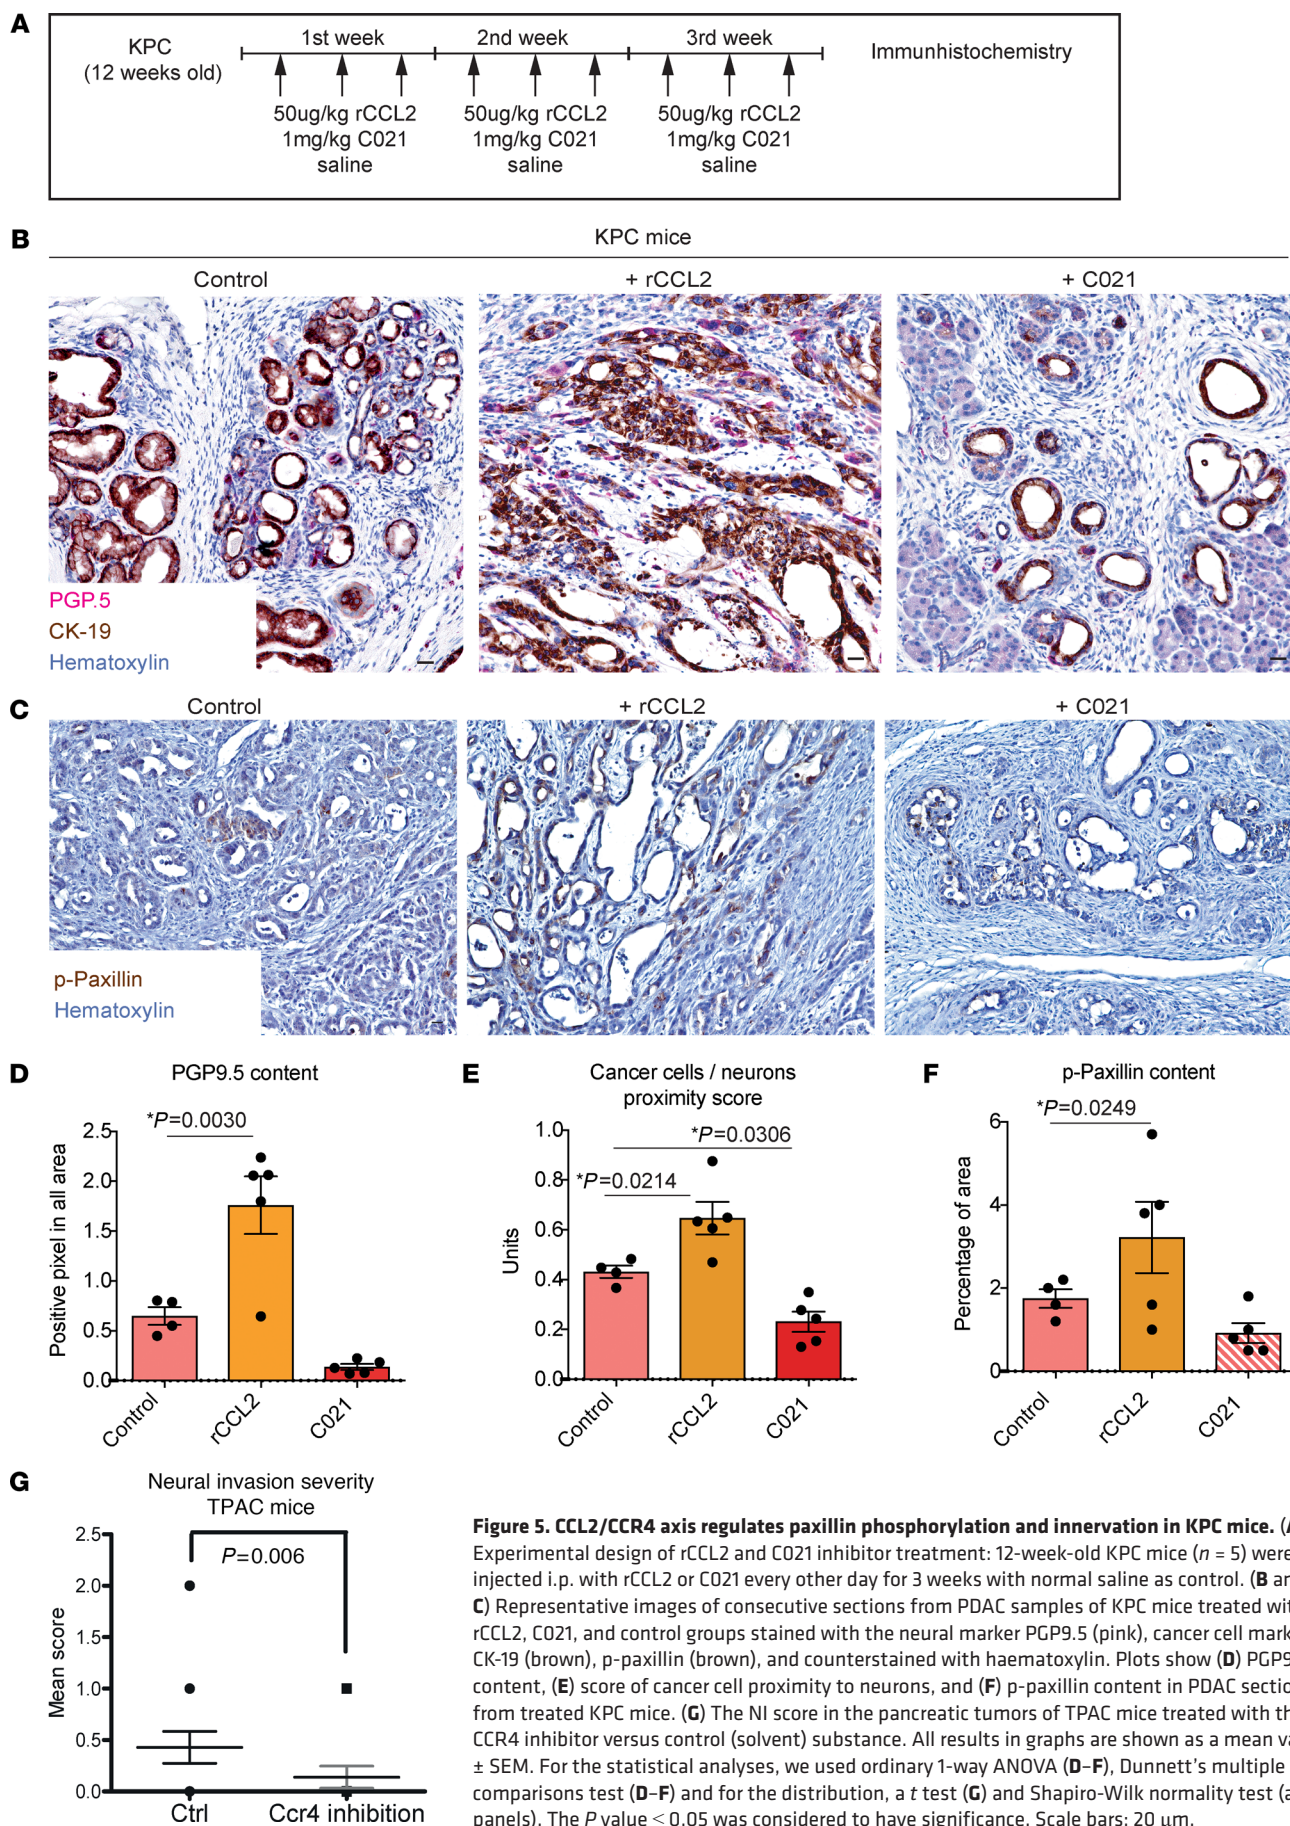 A
KPC
(12 weeks old)
1st week
2nd week
3rd week
Immunhistochemistry
50ug/kg rCCL2
1mg/kg C021
saline
50ug/kg rCCL2
1mg/kg C021
saline
50ug/kg rCCL2
1mg/kg C021
saline
B
KPC mice
Control
+ rCCL2
+ C021
PGP.5
CK-19
Hematoxylin
C
Control
+ rCCL2
+ C021
p-Paxillin
Hematoxylin
D
PGP9.5 content
*P=0.0030
Positive pixel in all area
2.5
2.0
1.5
1.0
0.5
0.0
Control
rCCL2
C021
E
Cancer cells / neurons
proximity score
*P=0.0306
*P=0.0214
Units
1.0
0.8
0.6
0.4
0.2
0.0
Control
rCCL2
C021
F
p-Paxillin content
*P=0.0249
Percentage of area
6
4
2
0
Control
rCCL2
C021
G
Neural invasion severity
TPAC mice
P=0.006
Mean score
2.5
2.0
1.5
1.0
0.5
0.0
Ctrl
Ccr4 inhibition
Figure 5. CCL2/CCR4 axis regulates paxillin phosphorylation and innervation in KPC mice. (A
Experimental design of rCCL2 and C021 inhibitor treatment: 12-week-old KPC mice (n = 5) were
injected i.p. with rCCL2 or C021 every other day for 3 weeks with normal saline as control. (B an
C) Representative images of consecutive sections from PDAC samples of KPC mice treated wit
rCCL2, C021, and control groups stained with the neural marker PGP9.5 (pink), cancer cell mark
CK-19 (brown), p-paxillin (brown), and counterstained with haematoxylin. Plots show (D) PGP9
content, (E) score of cancer cell proximity to neurons, and (F) p-paxillin content in PDAC section
from treated KPC mice. (G) The NI score in the pancreatic tumors of TPAC mice treated with th
CCR4 inhibitor versus control (solvent) substance. All results in graphs are shown as a mean va
± SEM. For the statistical analyses, we used ordinary 1-way ANOVA (D–F), Dunnett's multiple
comparisons test (D–F) and for the distribution, a t test (G) and Shapiro-Wilk normality test (a
panels). The P value < 0.05 was considered to have significance. Scale bars: 20 μm.